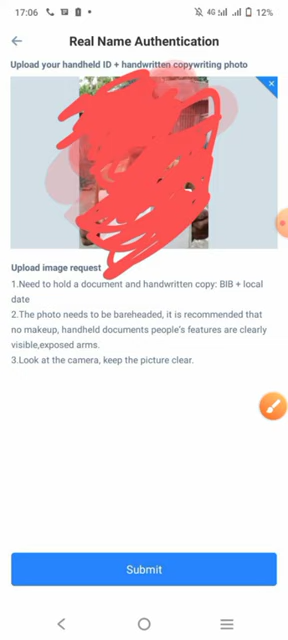 17:06 4G 12%
Real Name Authentication
Upload your handheld ID + handwritten copywriting photo
Upload image request
1.Need to hold a document and handwritten copy: BIB + local
date
2.The photo needs to be bareheaded, it is recommended that
no makeup, handheld documents people's features are clearly
visible,exposed arms.
3.Look at the camera, keep the picture clear.
Submit